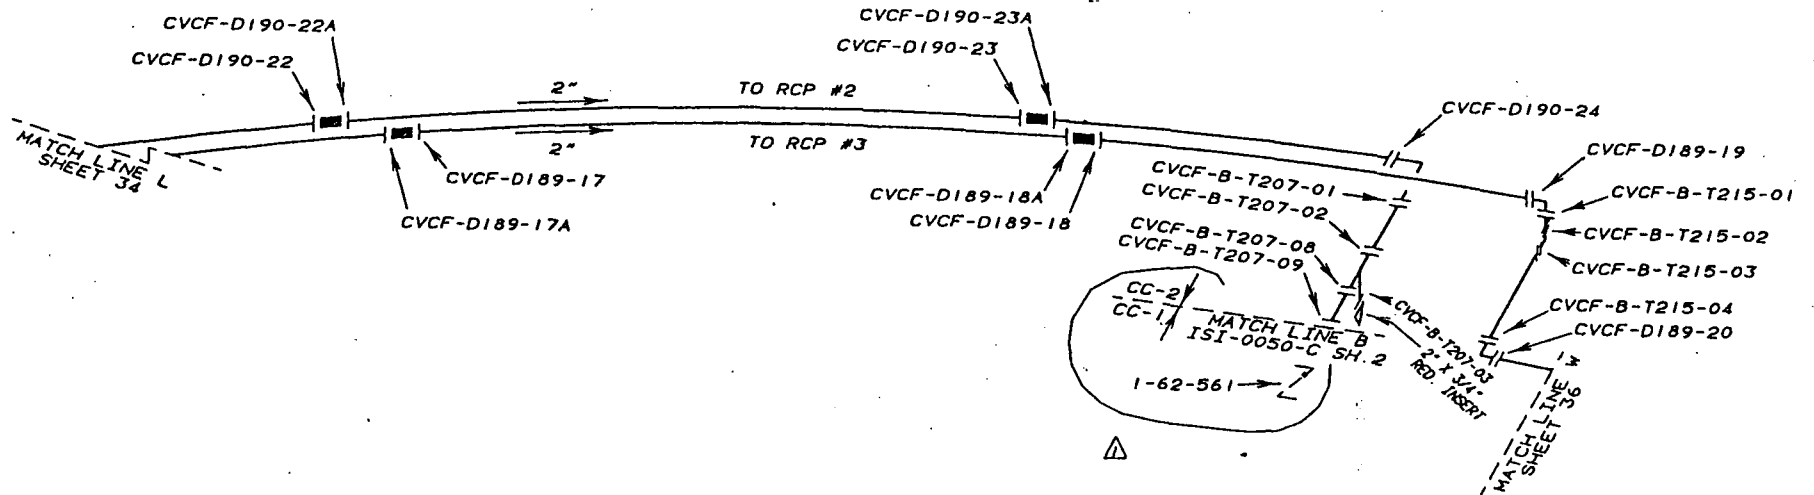 CVCF-D190-22A
CVCF-D190-22
CVCF-D190-23A
CVCF-D190-23
2"
TO RCP #2
2"
TO RCP #3
CVCF-D190-24
MATCH LINE L
SHEET 34
CVCF-D189-17
CVCF-D189-17A
CVCF-D189-18A
CVCF-D189-18
CVCF-D189-19
CVCF-B-T207-01
CVCF-B-T207-02
CVCF-B-T207-08
CVCF-B-T207-09
CVCF-B-T215-01
CVCF-B-T215-02
CVCF-B-T215-03
CVCF-B-T215-04
CVCF-D189-20
CC-2
CC-1
MATCH LINE B
ISI-0050-C SH.2
CVCF-B-T207-03
2" X 3/4"
RED. INSERT
1-62-561
MATCH LINE M
SHEET 36
1